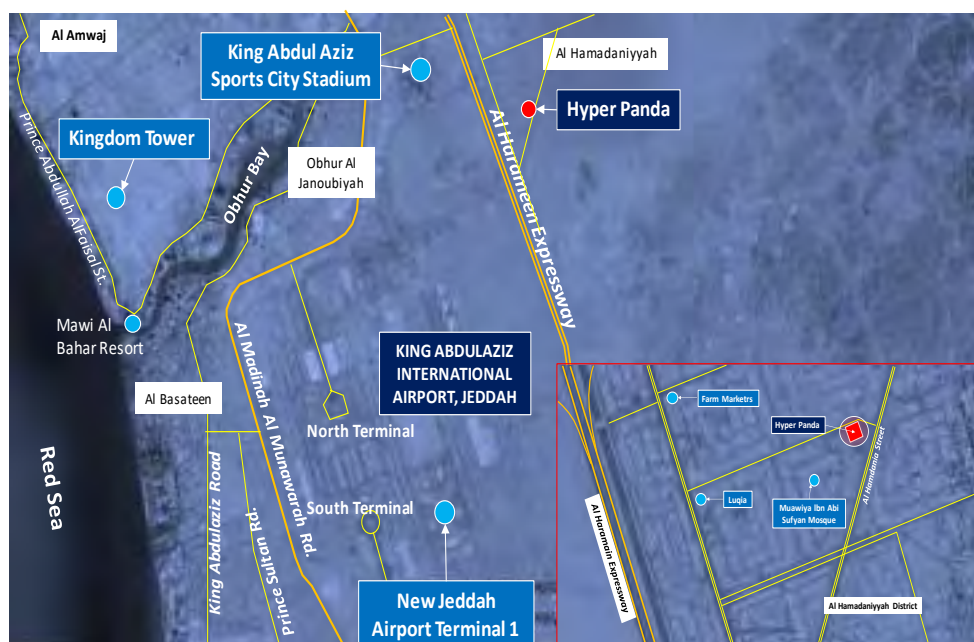 Al Amwaj
King Abdul Aziz
Sports City Stadium
Al Hamadaniyyah
Hyper Panda
Kingdom Tower
Prince Abdullah AlFaisal St.
Obhur Bay
Obhur Al
Janoubiyah
Al Harameen Expressway
Mawi Al
Bahar Resort
Al Madinah Al Munawarah Rd.
KING ABDULAZIZ
INTERNATIONAL
AIRPORT, JEDDAH
Al Basateen
North Terminal
Red Sea
King Abdulaziz Road
Prince Sultan Rd.
South Terminal
New Jeddah
Airport Terminal 1
Farm Marketrs
Hyper Panda
Al Hamdania Street
Luqia
Muawiya Ibn Abi
Sufyan Mosque
Al Haramain Expressway
Al Hamadaniyyah District